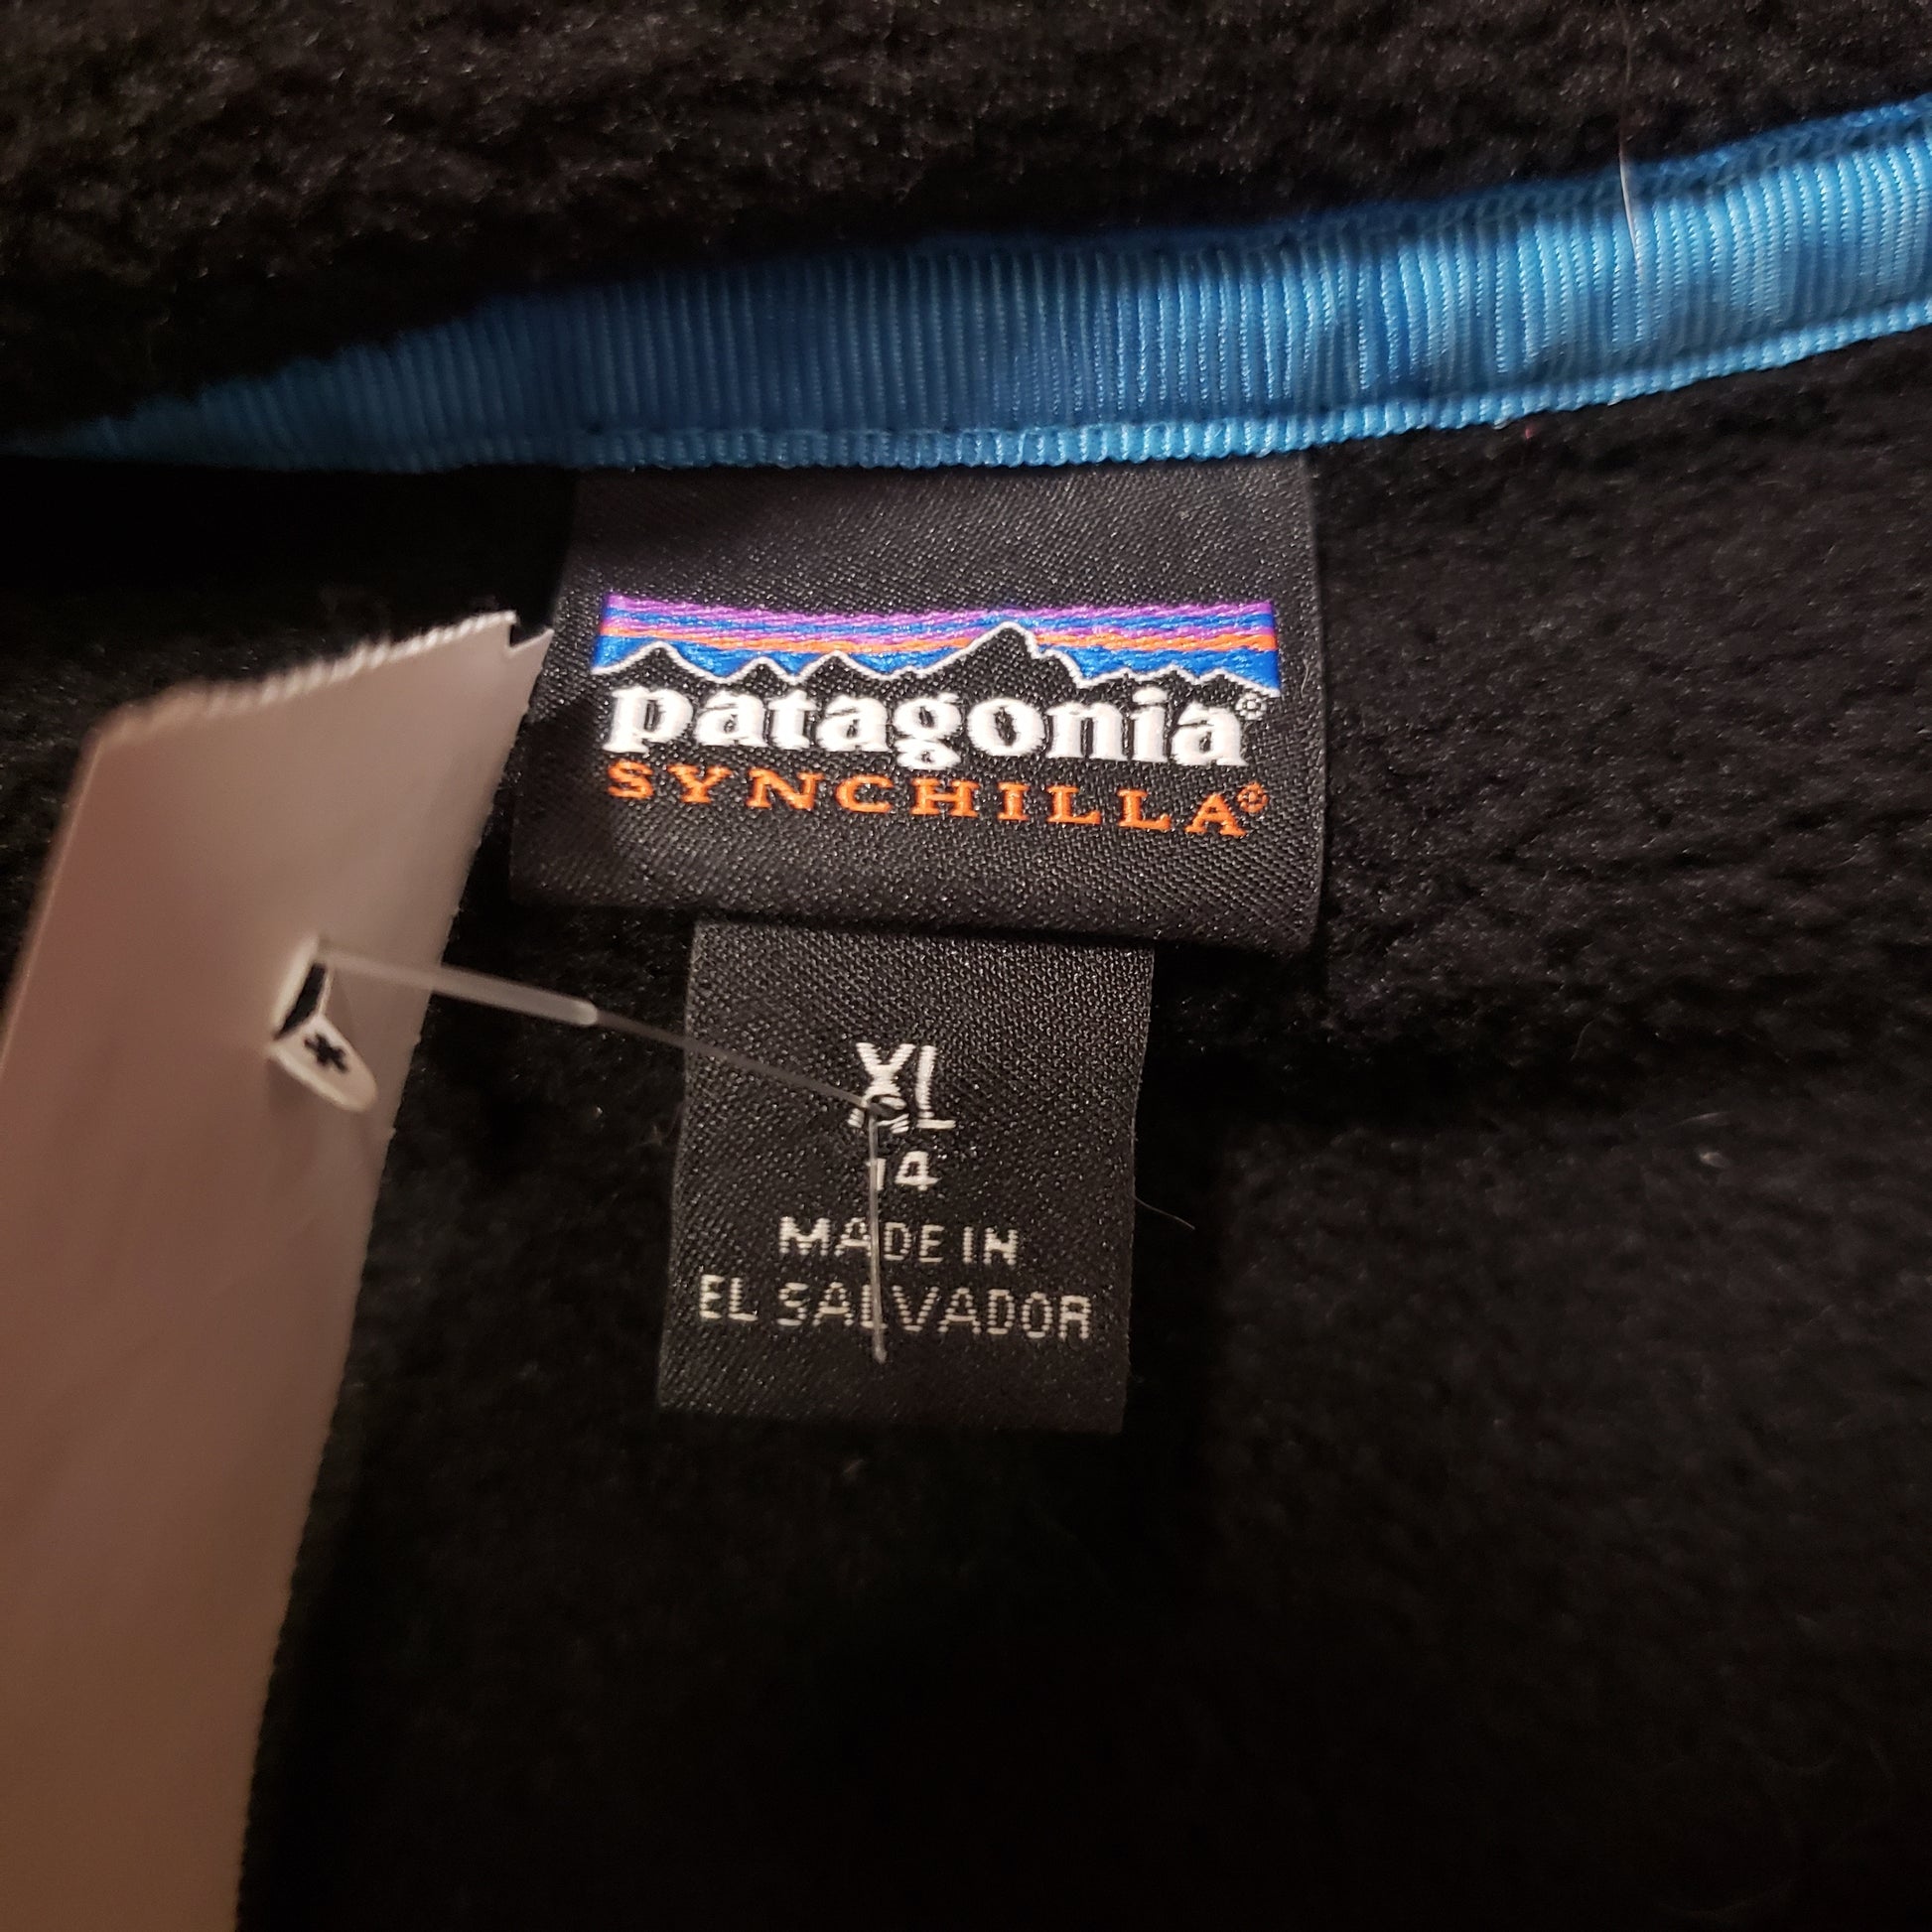 patagonia®
SYNCHILLA®
XL
14
MADE IN
EL SALVADOR